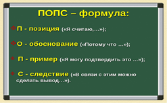 ПОПС – формула:
П - позиция («Я считаю,…»);
О - обоснование («Потому что …»);
П - пример («Я могу подтвердить это …»);
С - следствие («В связи с этим можно
сделать вывод…»).